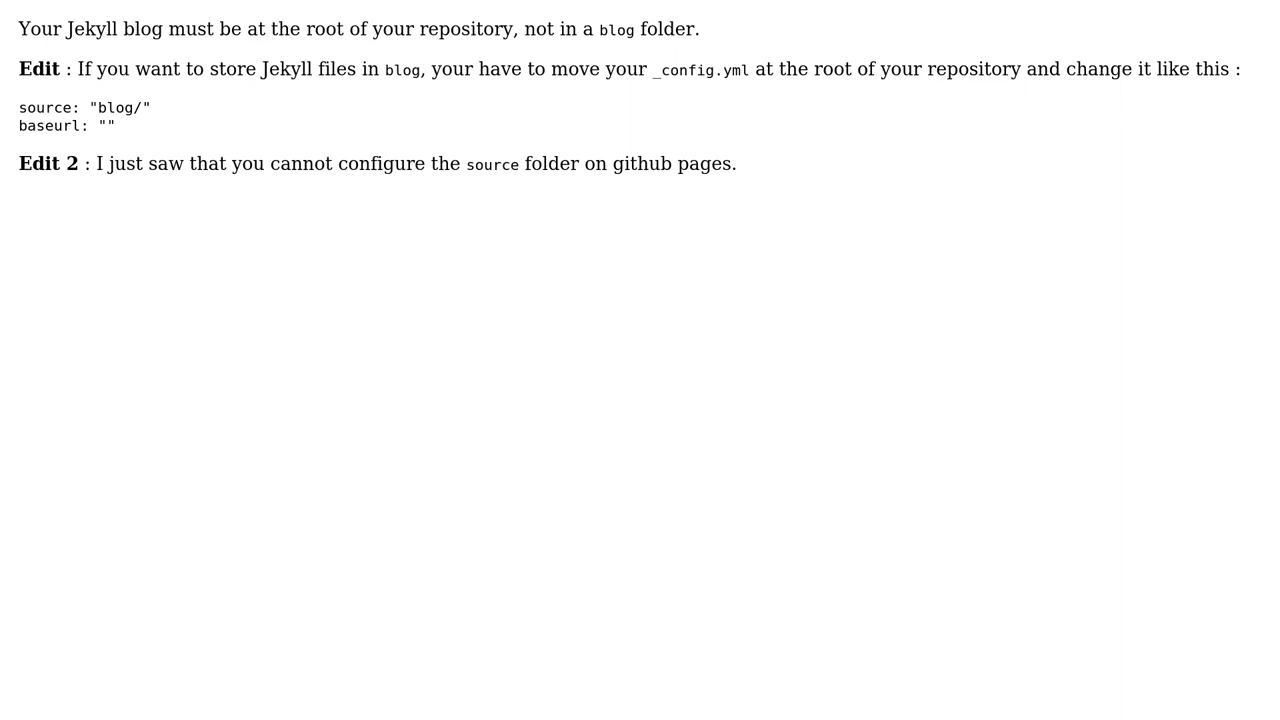 Your Jekyll blog must be at the root of your repository, not in a blog folder.
Edit : If you want to store Jekyll files in blog, your have to move your _config.yml at the root of your repository and change it like this :
source: "blog/"
baseurl: ""
Edit 2 : I just saw that you cannot configure the source folder on github pages.